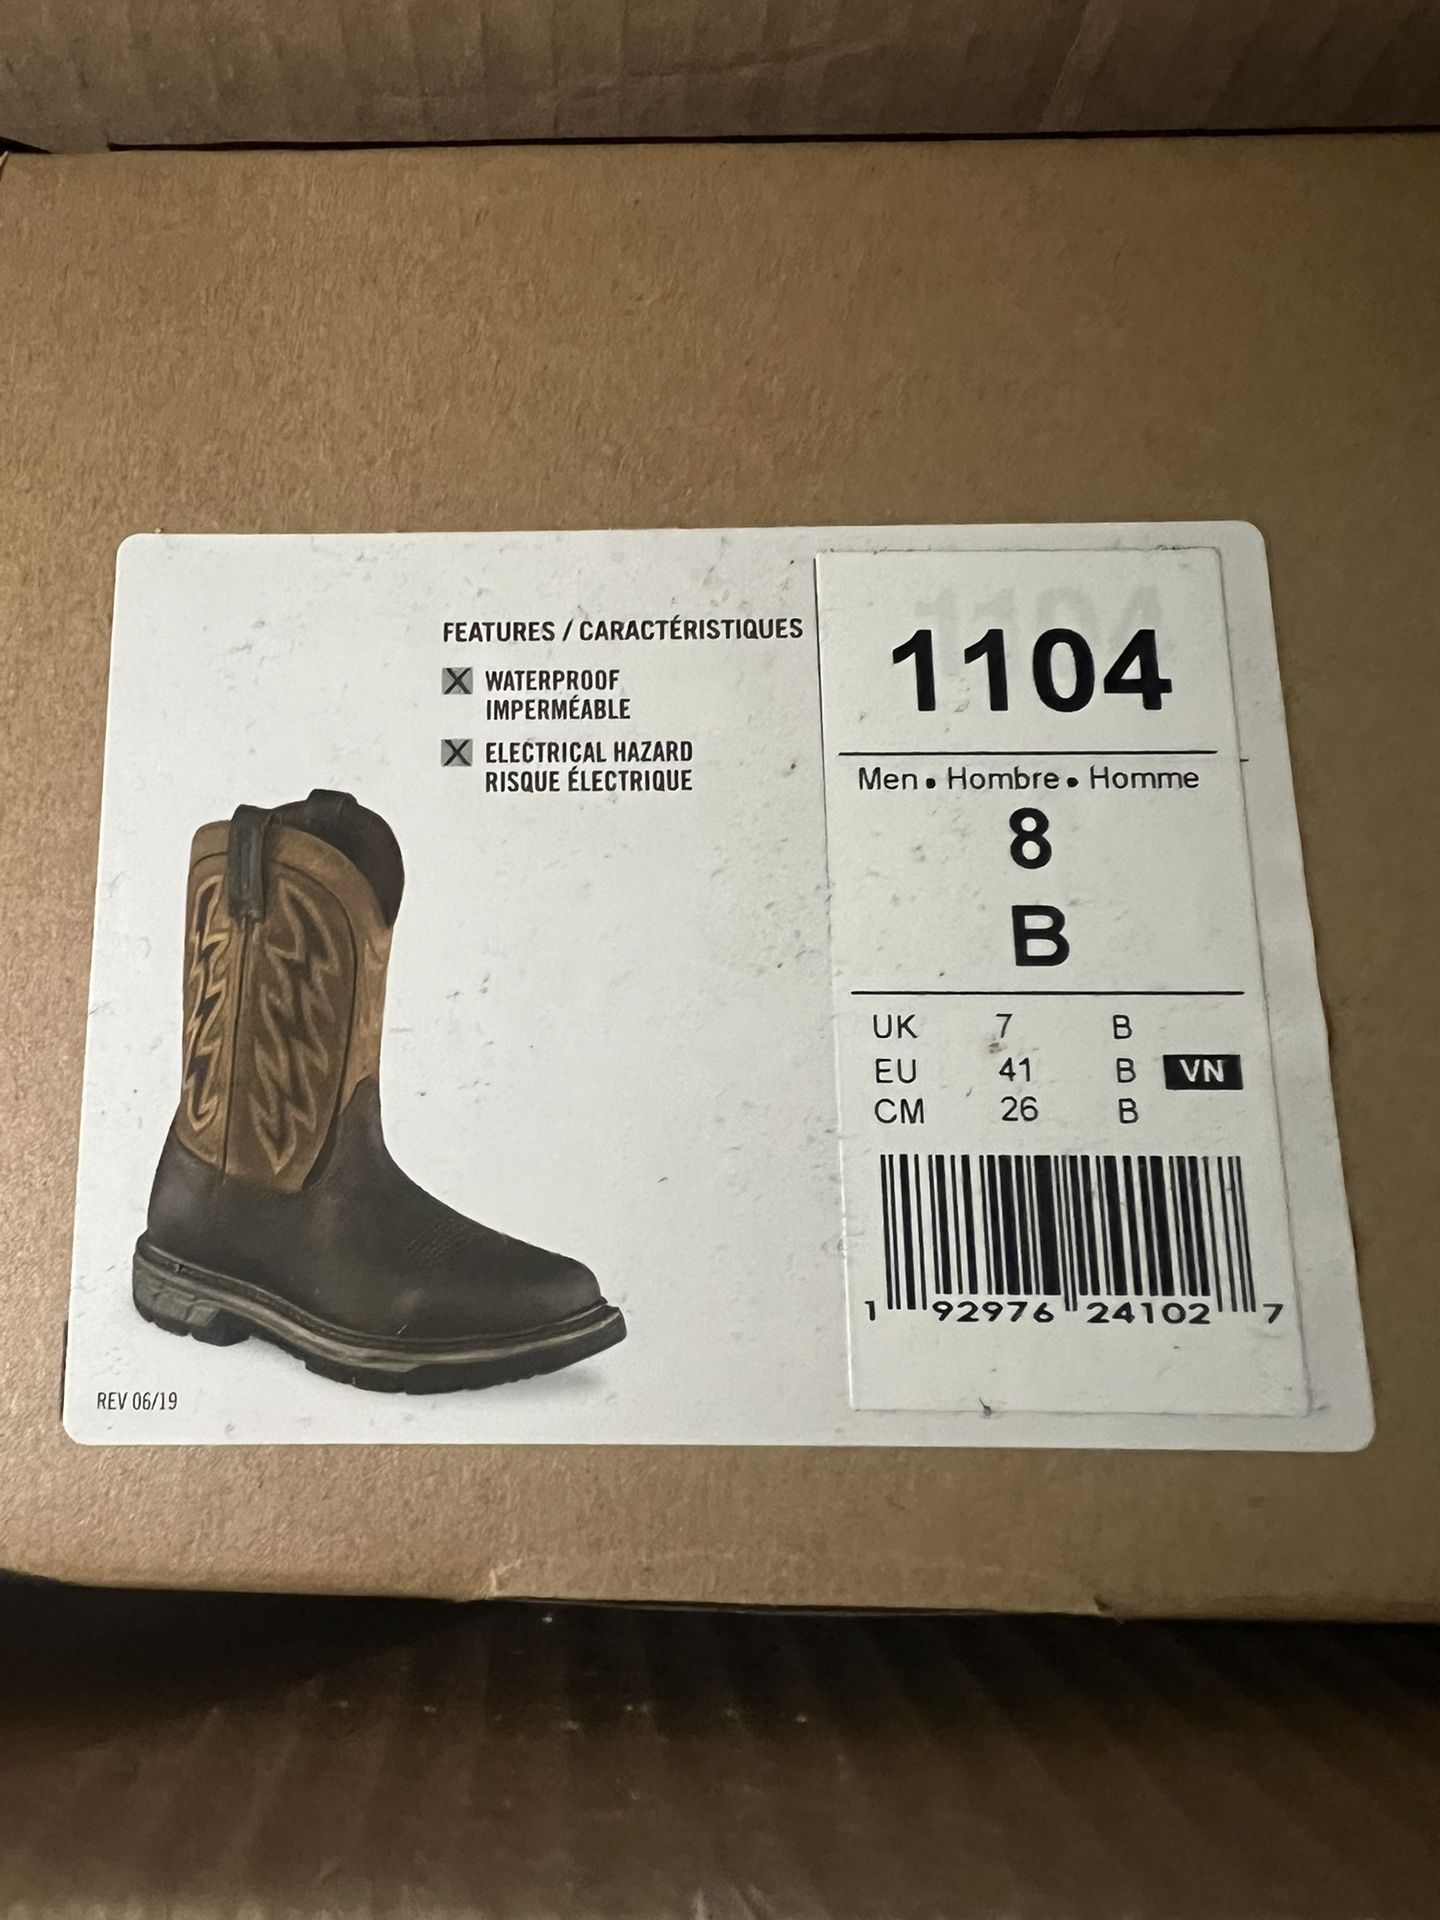 FEATURES / CARACTÉRISTIQUES
X WATERPROOF
IMPERMÉABLE
X ELECTRICAL HAZARD
RISQUE ÉLECTRIQUE
REV 06/19
1104
Men • Hombre • Homme
8
B
UK 7 B
EU 41 B VN
CM 26 B
1 92976 24102 7